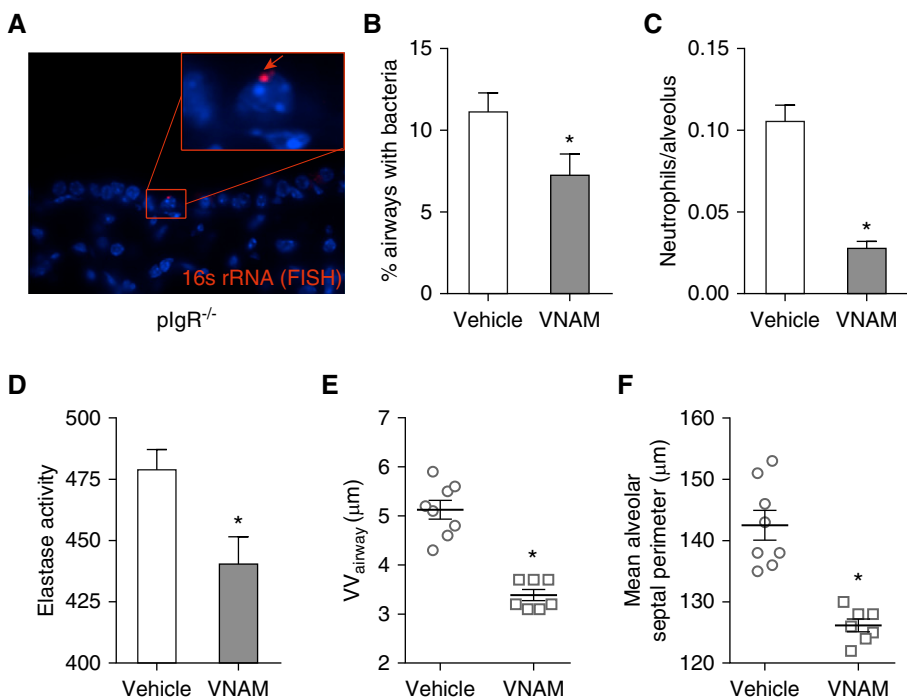 A
16s rRNA (FISH)
pIgR-/-
B
% airways with bacteria
15
10
5
0
Vehicle
VNAM
*
C
Neutrophils/alveolus
0.15
0.10
0.05
0.00
Vehicle
VNAM
*
D
Elastase activity
500
475
450
425
400
Vehicle
VNAM
*
E
VVairway (μm)
7
6
5
4
3
2
Vehicle
VNAM
*
F
Mean alveolar
septal perimeter (μm)
160
150
140
130
120
Vehicle
VNAM
*